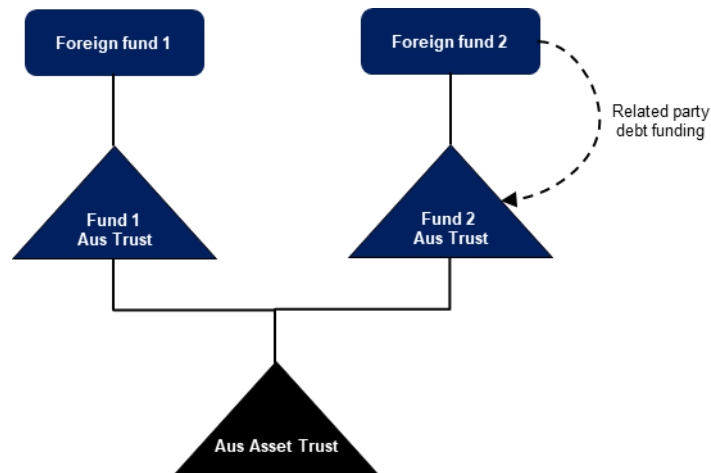 Foreign fund 1
Foreign fund 2
Related party
debt funding
Fund 1
Aus Trust
Fund 2
Aus Trust
Aus Asset Trust